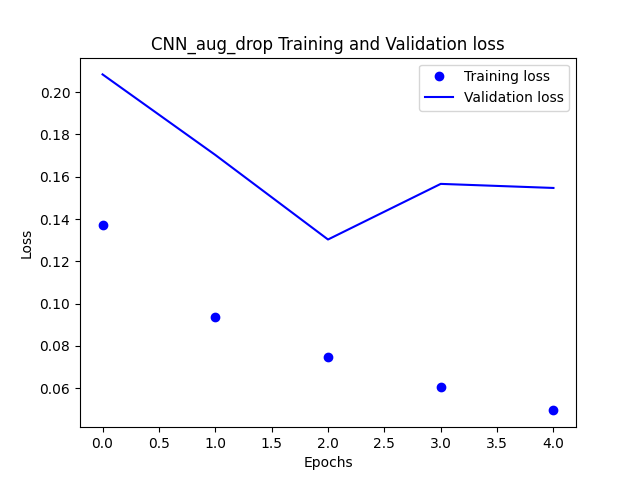 CNN_aug_drop Training and Validation loss
Training loss
Validation loss
Loss
0.20
0.18
0.16
0.14
0.12
0.10
0.08
0.06
0.0 0.5 1.0 1.5 2.0 2.5 3.0 3.5 4.0
Epochs